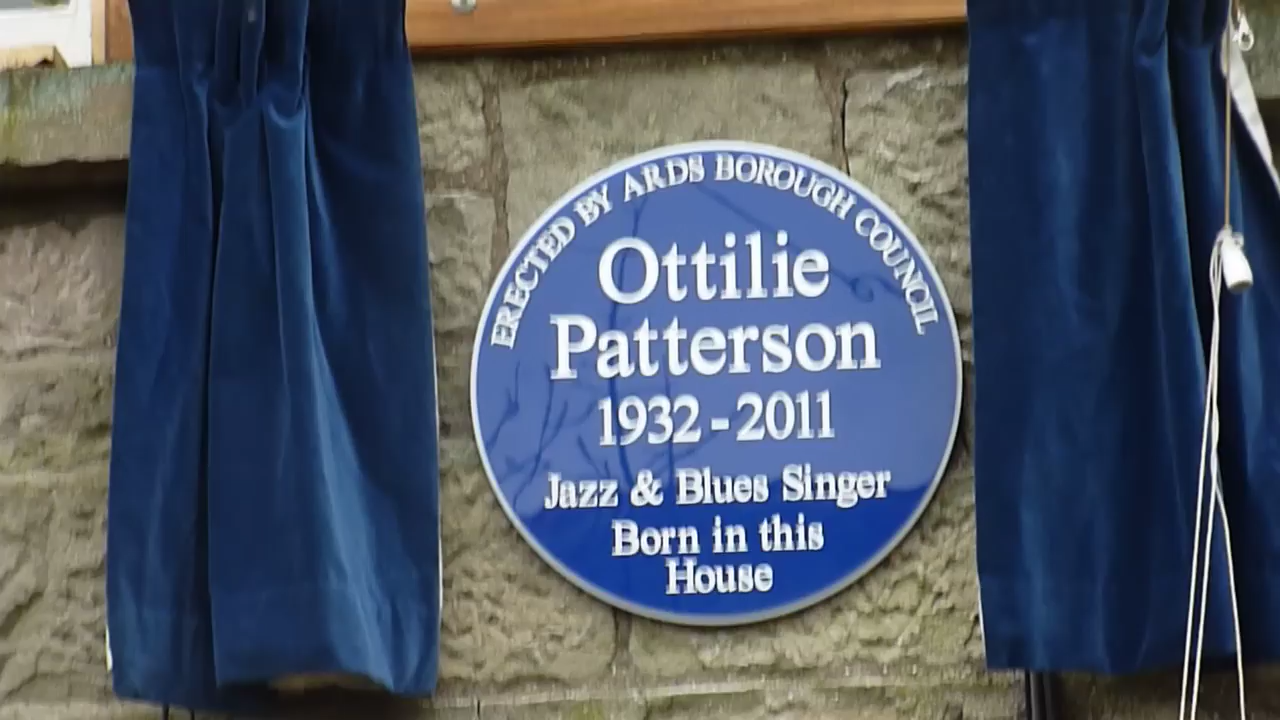 ERECTED BY ARDS BOROUGH COUNCIL
Ottilie
Patterson
1932 - 2011
Jazz & Blues Singer
Born in this
House